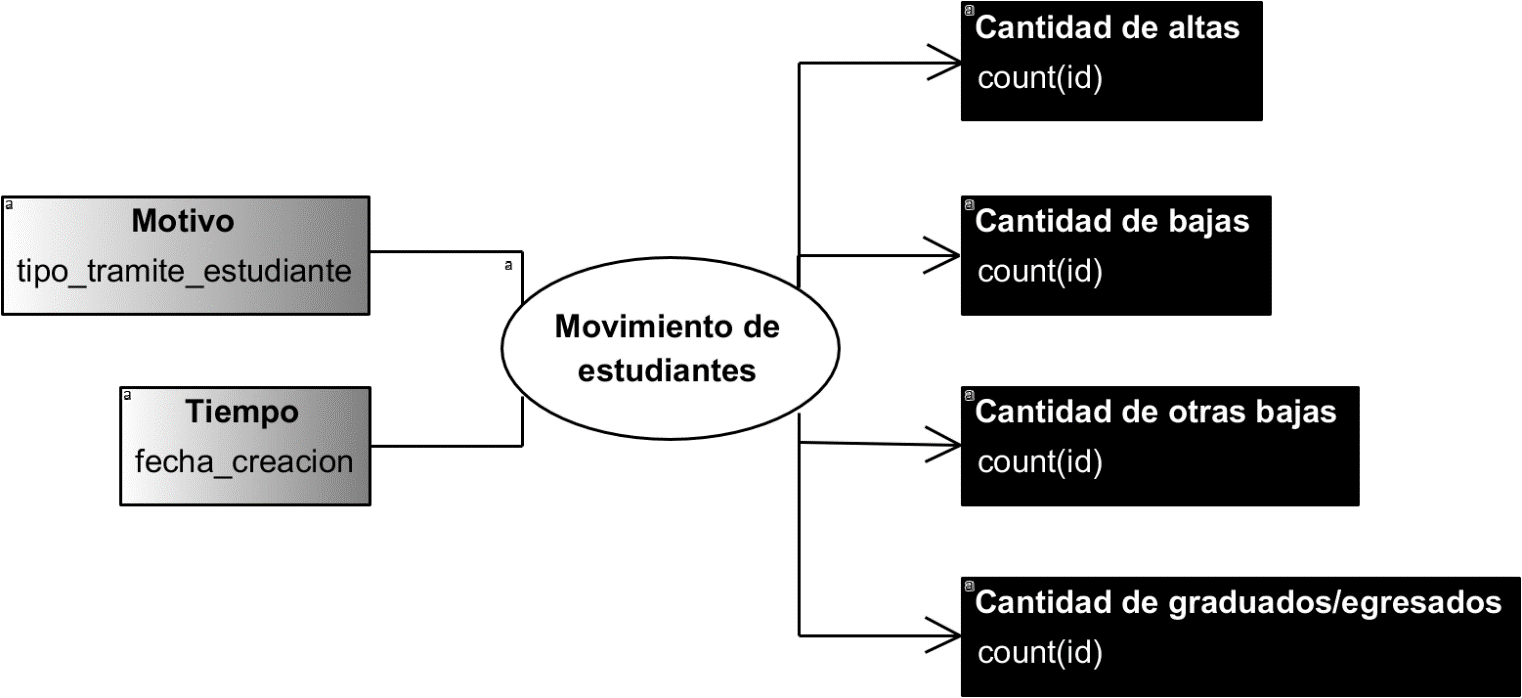 a
Motivo
tipo_tramite_estudiante
a
Tiempo
fecha_creacion
a
Movimiento de
estudiantes
a
Cantidad de altas
count(id)
a
Cantidad de bajas
count(id)
a
Cantidad de otras bajas
count(id)
a
Cantidad de graduados/egresados
count(id)